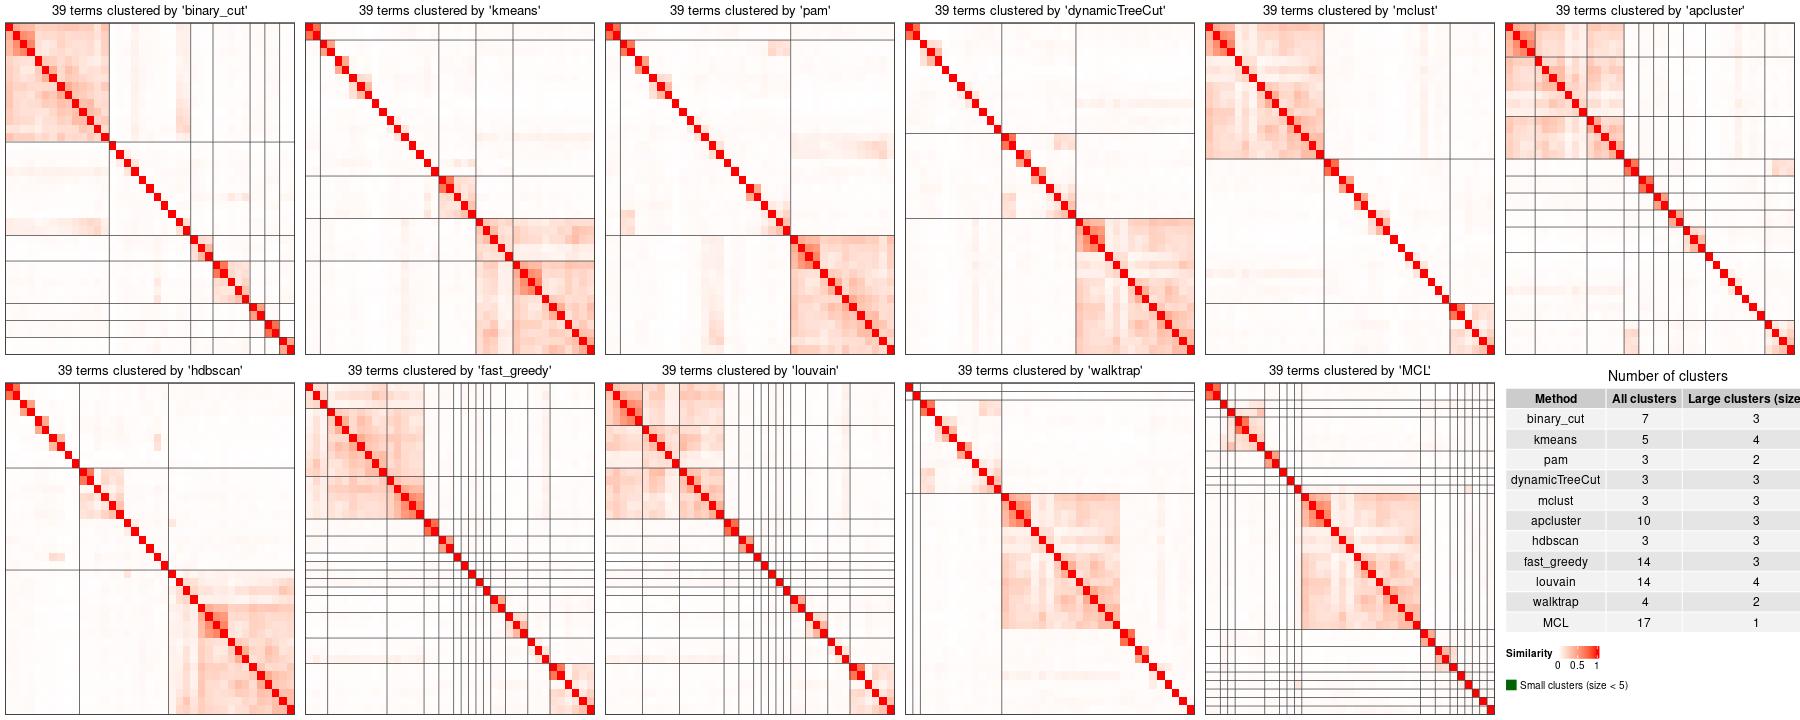 39 terms clustered by 'binary_cut'
39 terms clustered by 'kmeans'
39 terms clustered by 'pam'
39 terms clustered by 'dynamicTreeCut'
39 terms clustered by 'mclust'
39 terms clustered by 'apcluster'
39 terms clustered by 'hdbscan'
39 terms clustered by 'fast_greedy'
39 terms clustered by 'louvain'
39 terms clustered by 'walktrap'
39 terms clustered by 'MCL'
Number of clusters
Method All clusters Large clusters (size
binary_cut 7 3
kmeans 5 4
pam 3 2
dynamicTreeCut 3 3
mclust 3 3
apcluster 10 3
hdbscan 3 3
fast_greedy 14 3
louvain 14 4
walktrap 4 2
MCL 17 1
Similarity
0 0.5 1
Small clusters (size < 5)